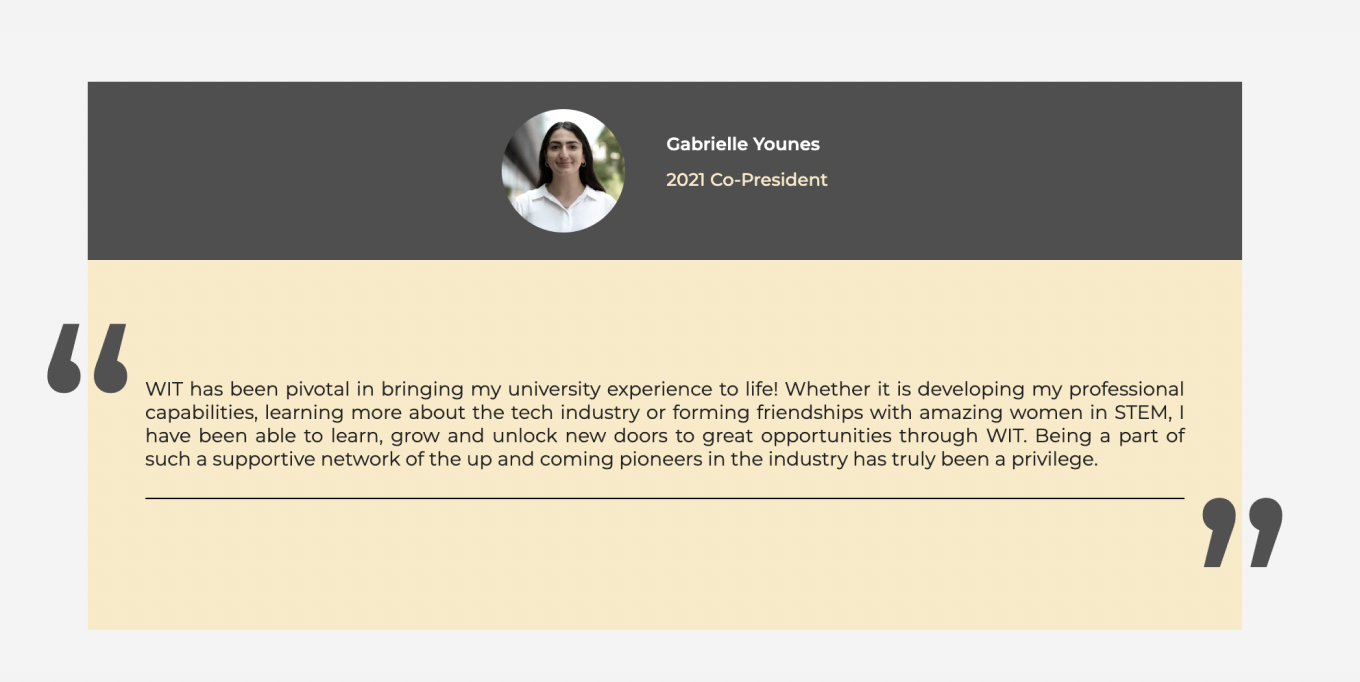 Gabrielle Younes
2021 Co-President
“
WIT has been pivotal in bringing my university experience to life! Whether it is developing my professional
capabilities, learning more about the tech industry or forming friendships with amazing women in STEM, I
have been able to learn, grow and unlock new doors to great opportunities through WIT. Being a part of
such a supportive network of the up and coming pioneers in the industry has truly been a privilege.
”